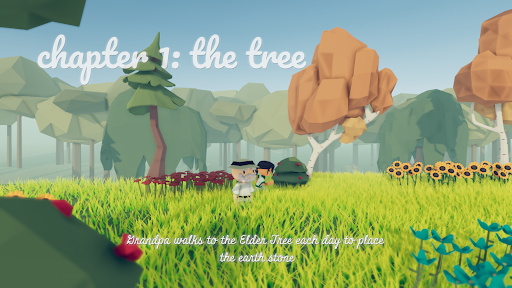 chapter 1: the tree
Grandpa walks to the Elder Tree each day to place
the earth stone